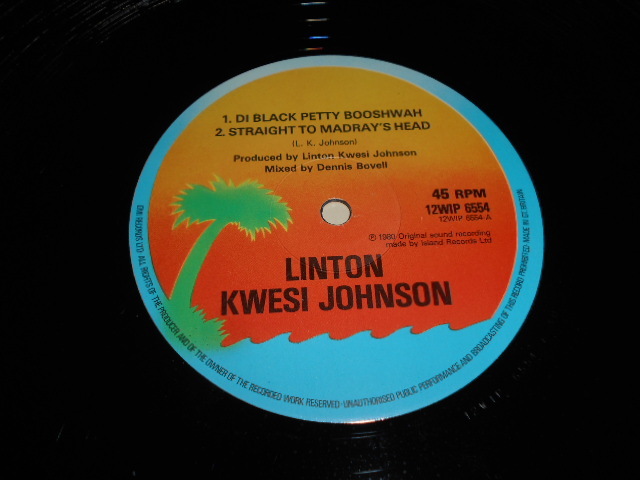 1. DI BLACK PETTY BOOSHWAH
2. STRAIGHT TO MADRAY'S HEAD
(L. K. Johnson)
Produced by Linton Kwesi Johnson
Mixed by Dennis Bovell
45 RPM
12WIP 6554
12WIP 6554-A
℗ 1980 Original sound recording
made by Island Records Ltd
LINTON
KWESI JOHNSON
RECORDS LTD. ALL RIGHTS OF THE PRODUCER AND OF THE OWNER OF THE RECORDED WORK RESERVED·UNAUTHORISED PUBLIC PERFORMANCE AND BROADCASTING OF THIS RECORD PROHIBITED·MADE IN GT. BRITAIN